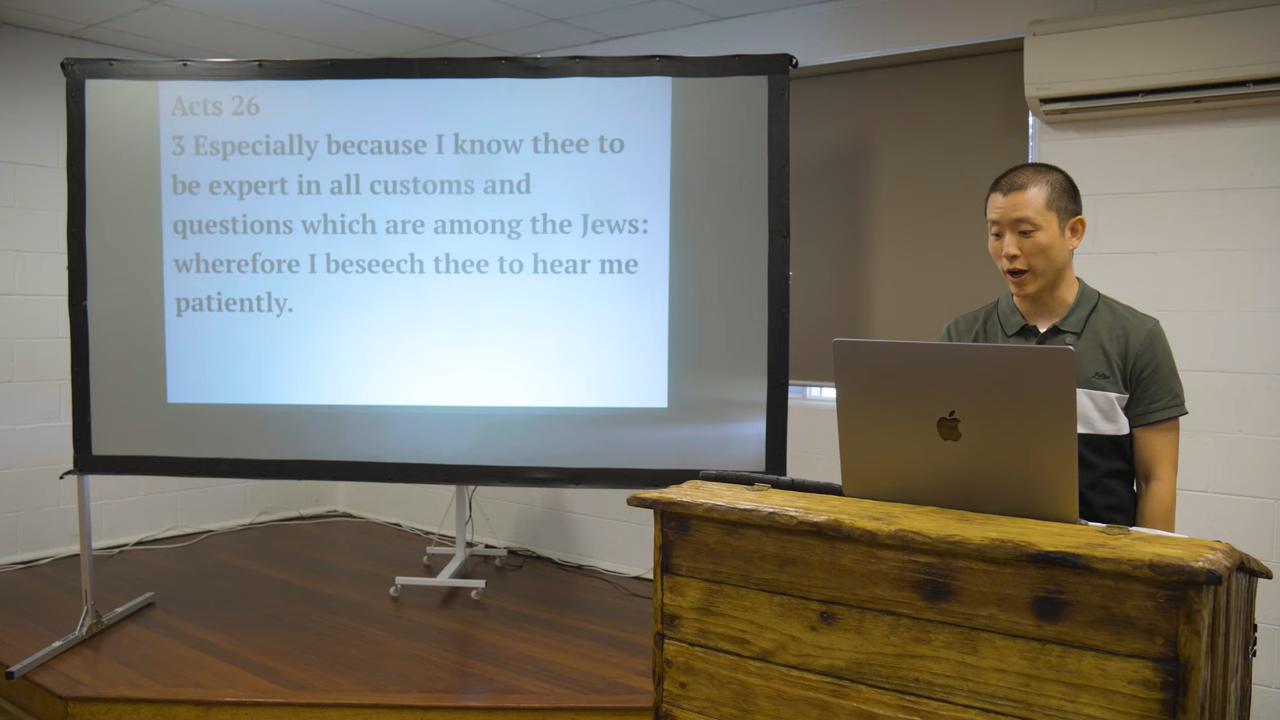 Acts 26
3 Especially because I know thee to
be expert in all customs and
questions which are among the Jews:
wherefore I beseech thee to hear me
patiently.